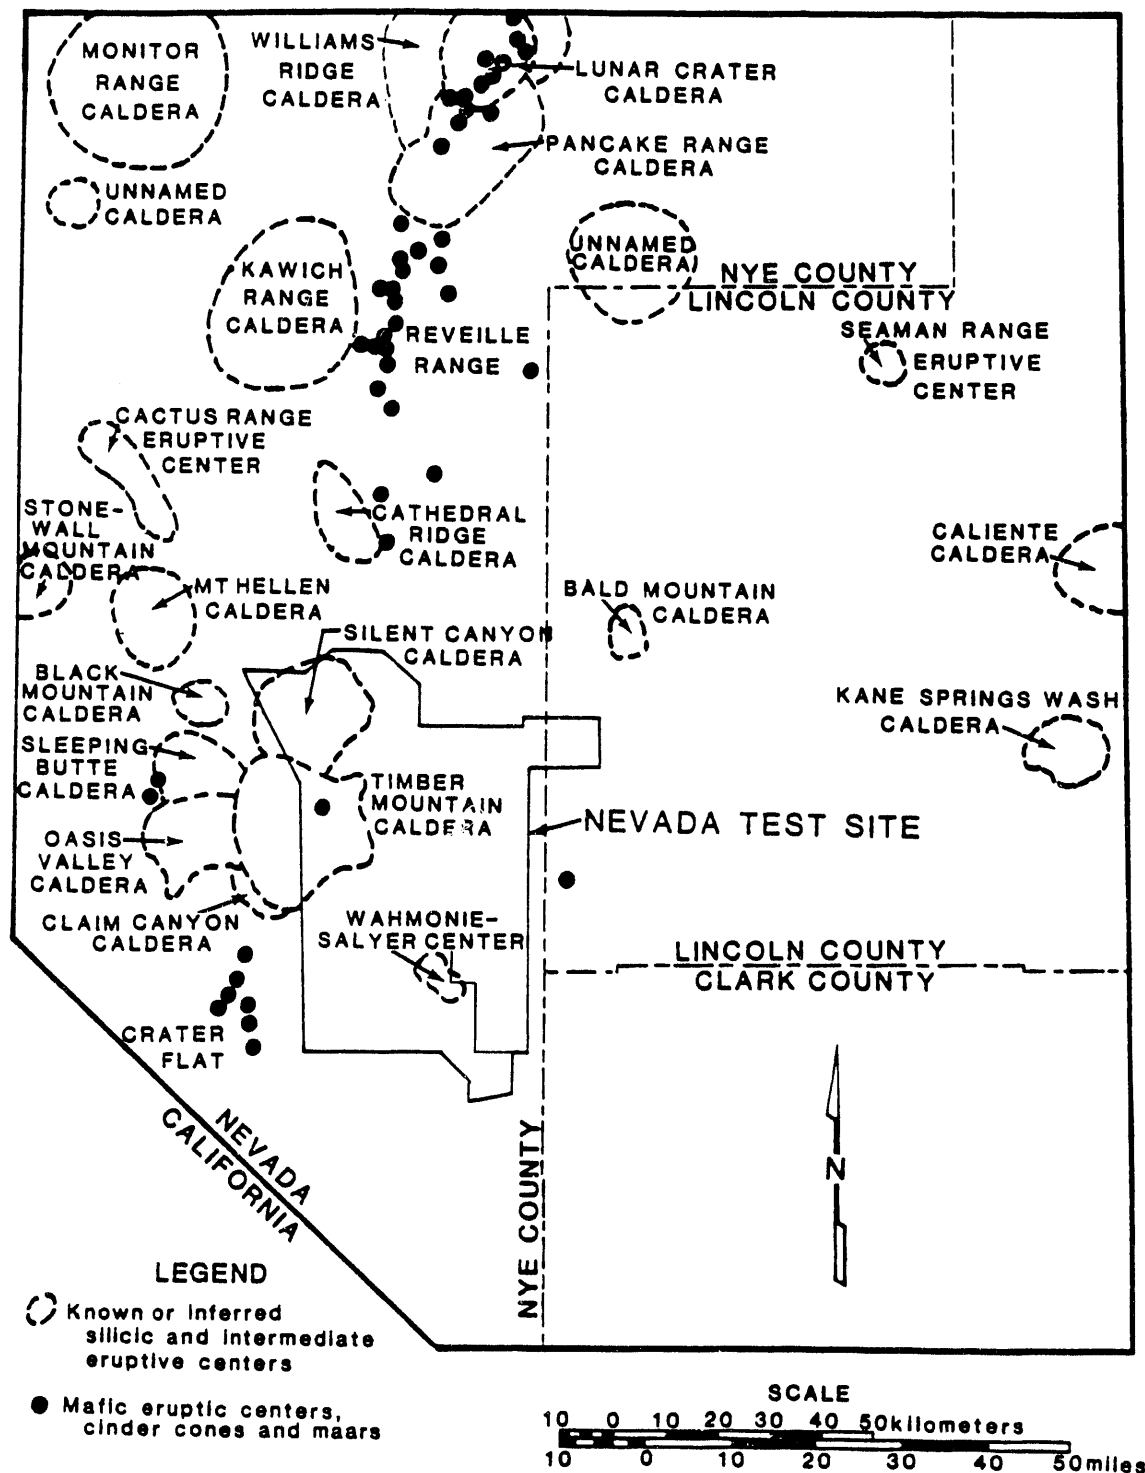 MONITOR
RANGE
CALDERA
WILLIAMS
RIDGE
CALDERA
LUNAR CRATER
CALDERA
PANCAKE RANGE
CALDERA
UNNAMED
CALDERA
KAWICH
RANGE
CALDERA
UNNAMED
CALDERA
NYE COUNTY
LINCOLN COUNTY
REVEILLE
RANGE
SEAMAN RANGE
ERUPTIVE
CENTER
CACTUS RANGE
ERUPTIVE
CENTER
STONE-
WALL
MOUNTAIN
CALDERA
CATHEDRAL
RIDGE
CALDERA
CALIENTE
CALDERA
MT HELLEN
CALDERA
BALD MOUNTAIN
CALDERA
SILENT CANYON
CALDERA
BLACK
MOUNTAIN
CALDERA
KANE SPRINGS WASH
CALDERA
SLEEPING
BUTTE
CALDERA
TIMBER
MOUNTAIN
CALDERA
NEVADA TEST SITE
OASIS
VALLEY
CALDERA
CLAIM CANYON
CALDERA
WAHMONIE-
SALYER CENTER
LINCOLN COUNTY
CLARK COUNTY
CRATER
FLAT
NEVADA
CALIFORNIA
NYE COUNTY
N
LEGEND
Known or inferred
silicic and intermediate
eruptive centers
Mafic eruptic centers,
cinder cones and maars
SCALE
10 0 10 20 30 40 50 kilometers
10 0 10 20 30 40 50 miles